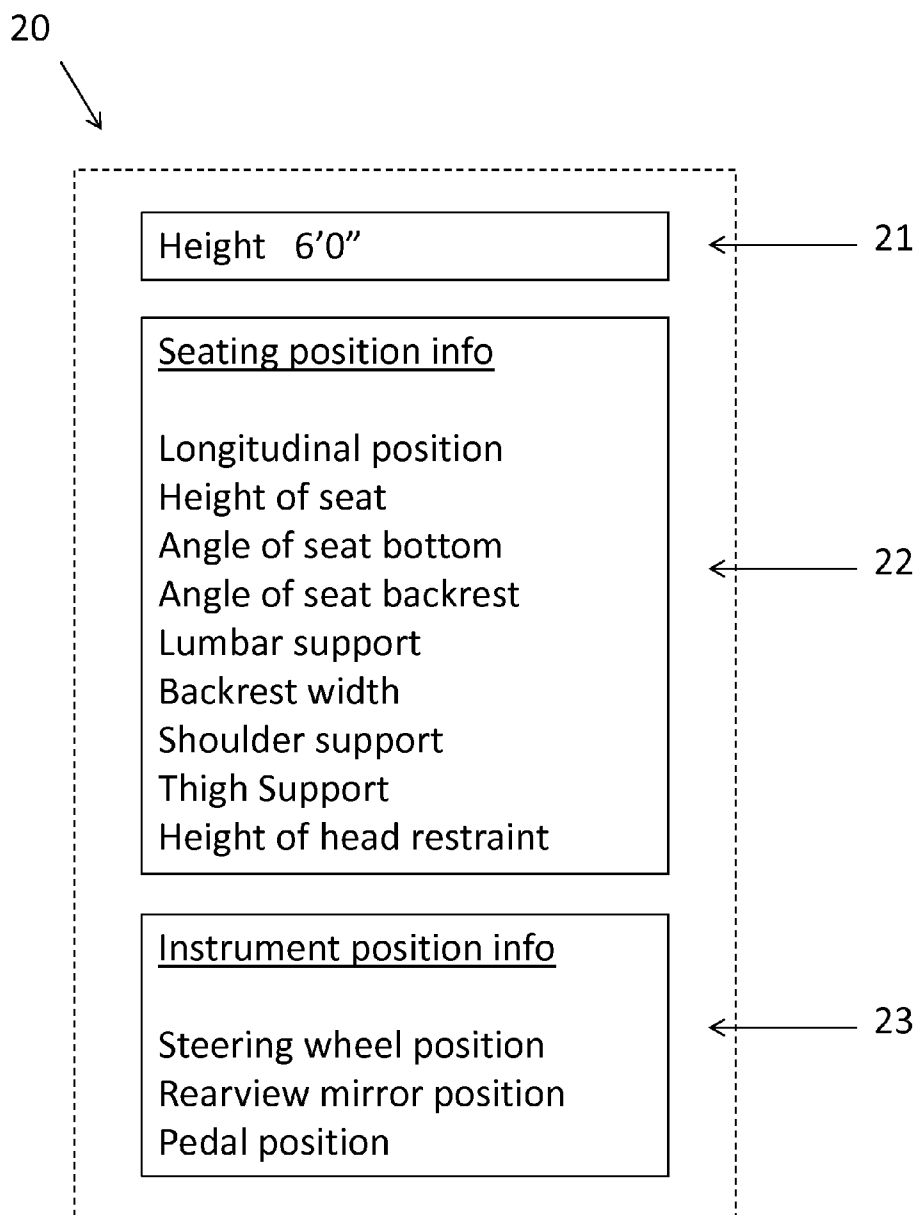 20
Height 6’0” 21
Seating position info
Longitudinal position
Height of seat
Angle of seat bottom
Angle of seat backrest 22
Lumbar support
Backrest width
Shoulder support
Thigh Support
Height of head restraint
Instrument position info
Steering wheel position 23
Rearview mirror position
Pedal position